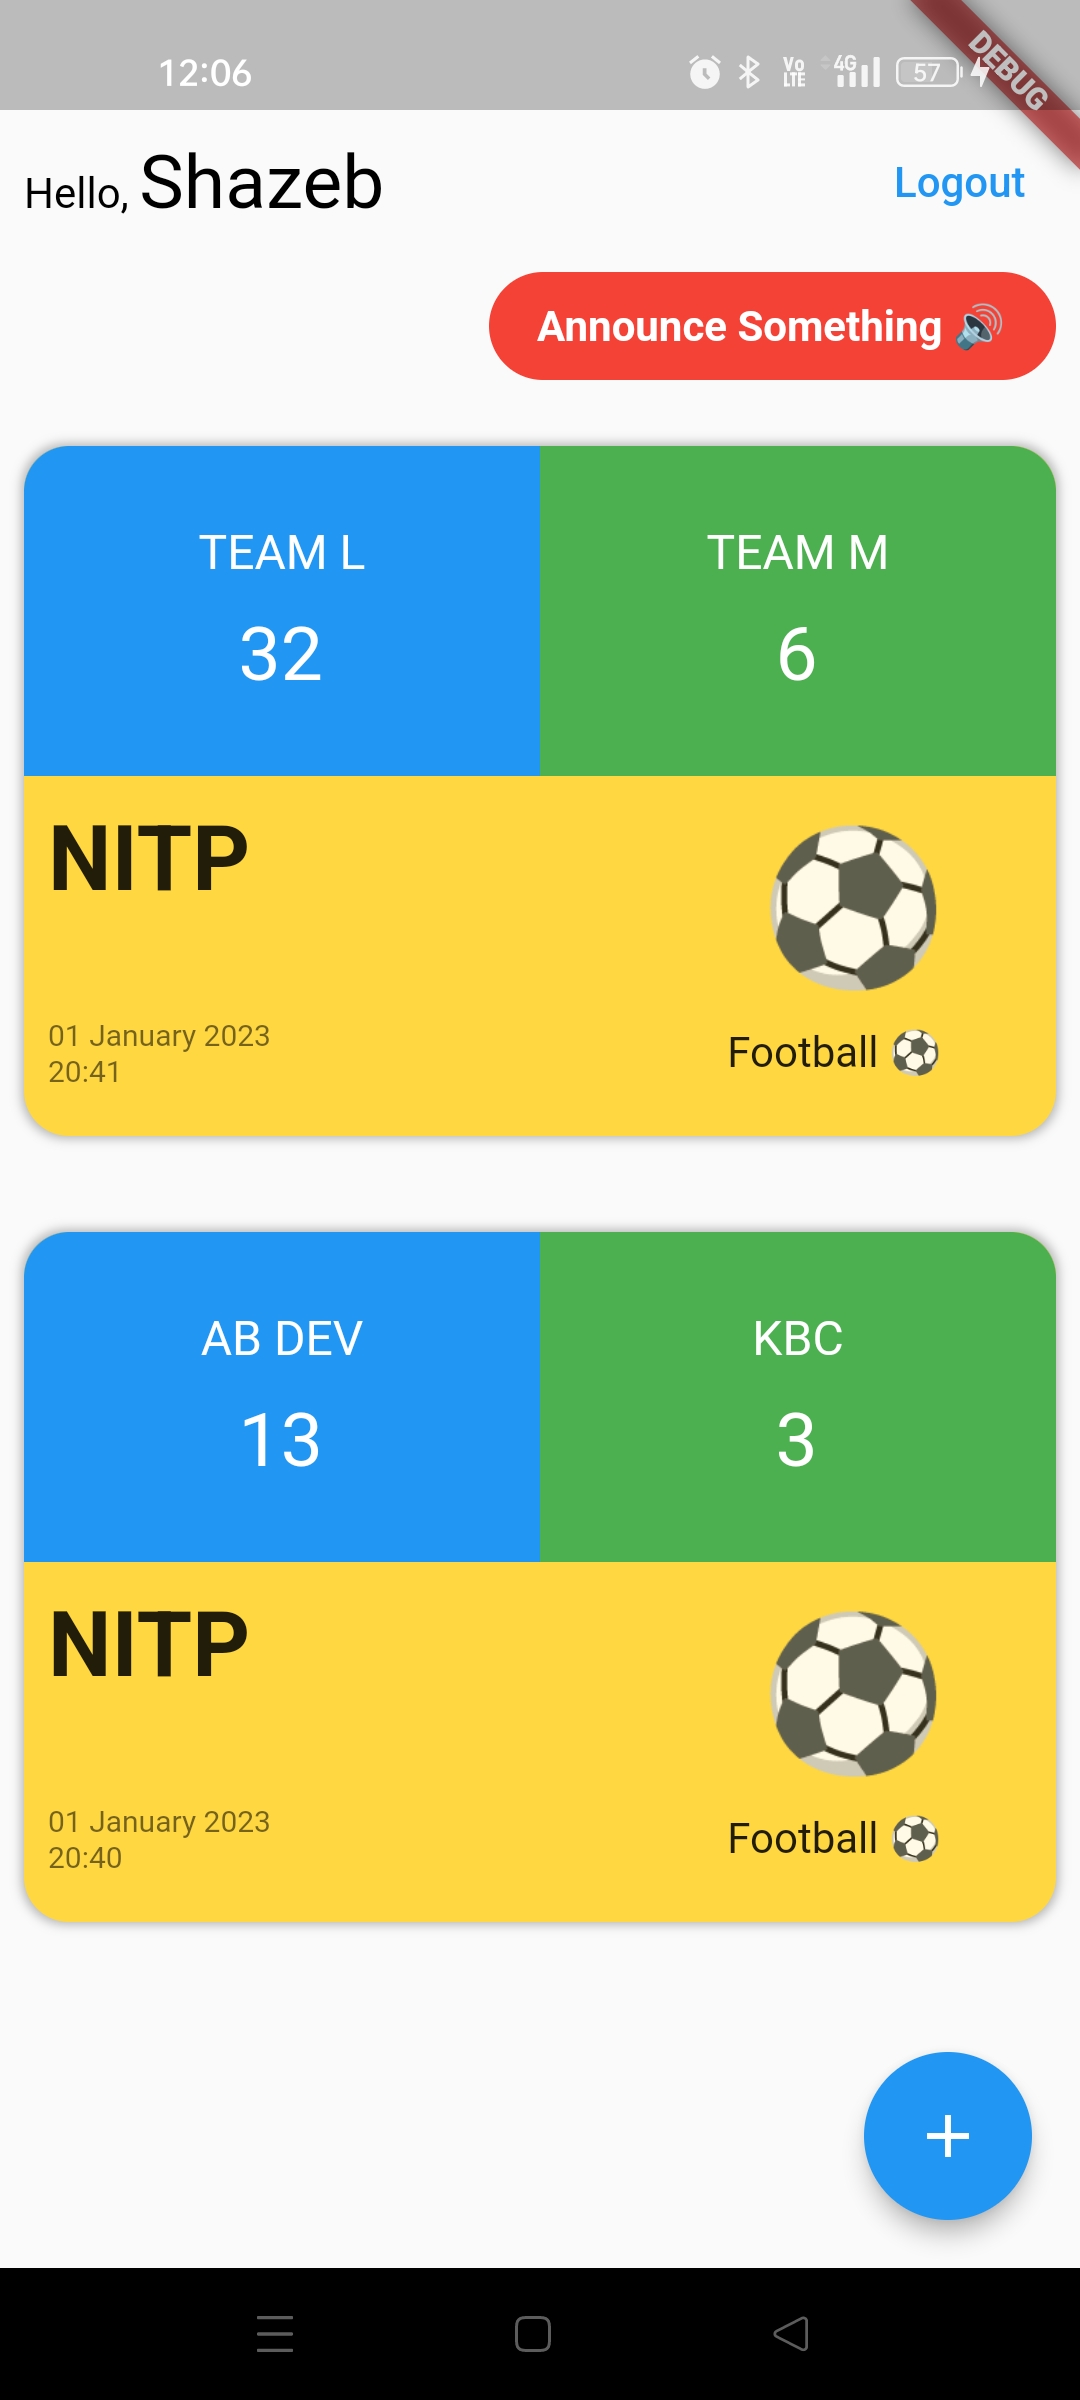 12:06 Vo LTE 4G 57 DEBUG
Hello, Shazeb Logout
Announce Something 🔊
TEAM L TEAM M
32 6
NITP
01 January 2023
20:41 Football ⚽
AB DEV KBC
13 3
NITP
01 January 2023
20:40 Football ⚽
+